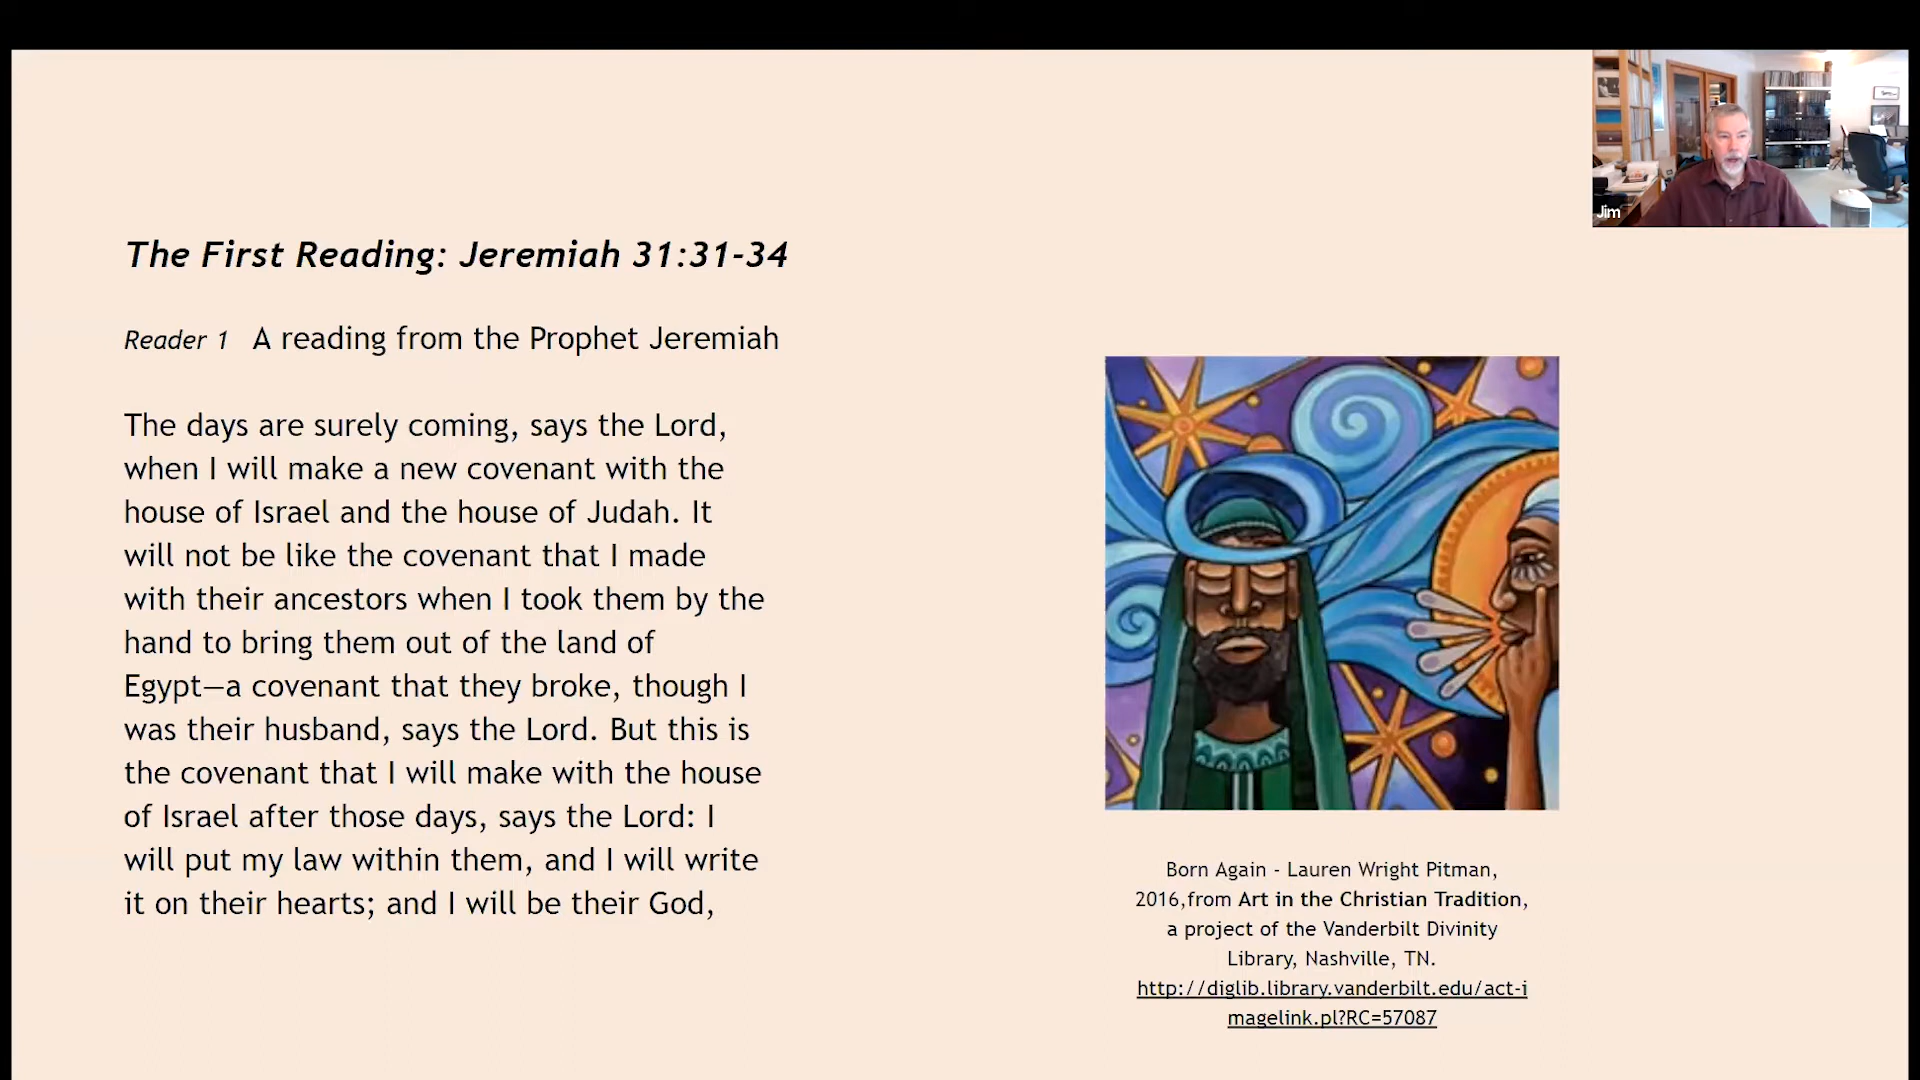 Jim
The First Reading: Jeremiah 31:31-34
Reader 1 A reading from the Prophet Jeremiah
The days are surely coming, says the Lord,
when I will make a new covenant with the
house of Israel and the house of Judah. It
will not be like the covenant that I made
with their ancestors when I took them by the
hand to bring them out of the land of
Egypt—a covenant that they broke, though I
was their husband, says the Lord. But this is
the covenant that I will make with the house
of Israel after those days, says the Lord: I
will put my law within them, and I will write
it on their hearts; and I will be their God,
Born Again - Lauren Wright Pitman,
2016,from Art in the Christian Tradition,
a project of the Vanderbilt Divinity
Library, Nashville, TN.
http://diglib.library.vanderbilt.edu/act-i
magelink.pl?RC=57087